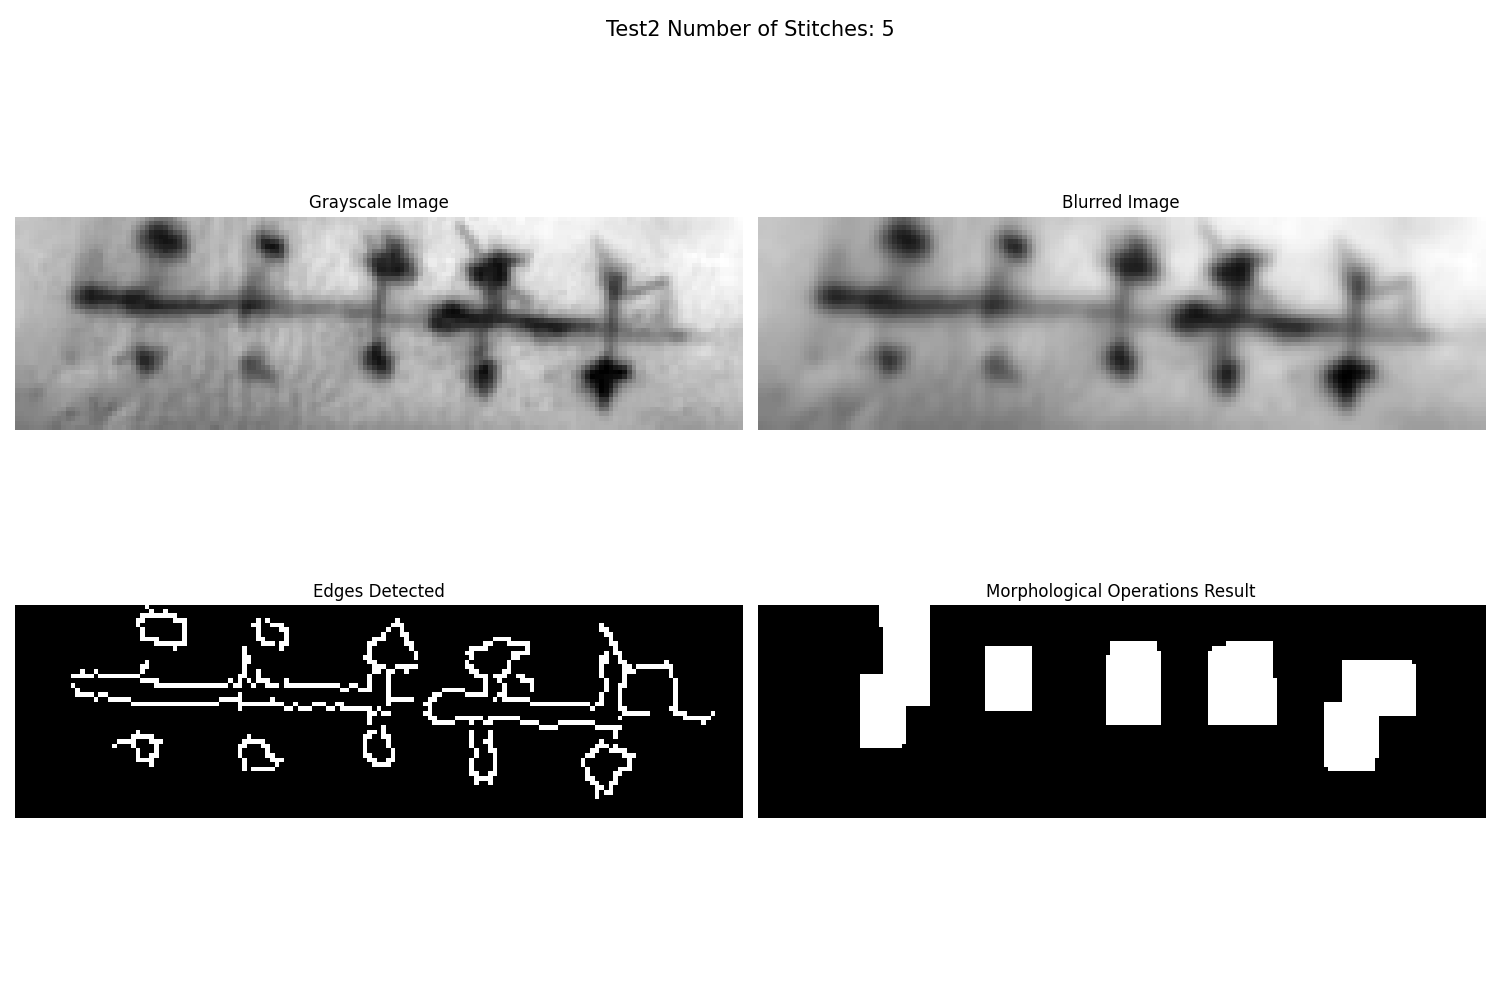 Test2 Number of Stitches: 5
Grayscale Image
Blurred Image
Edges Detected
Morphological Operations Result